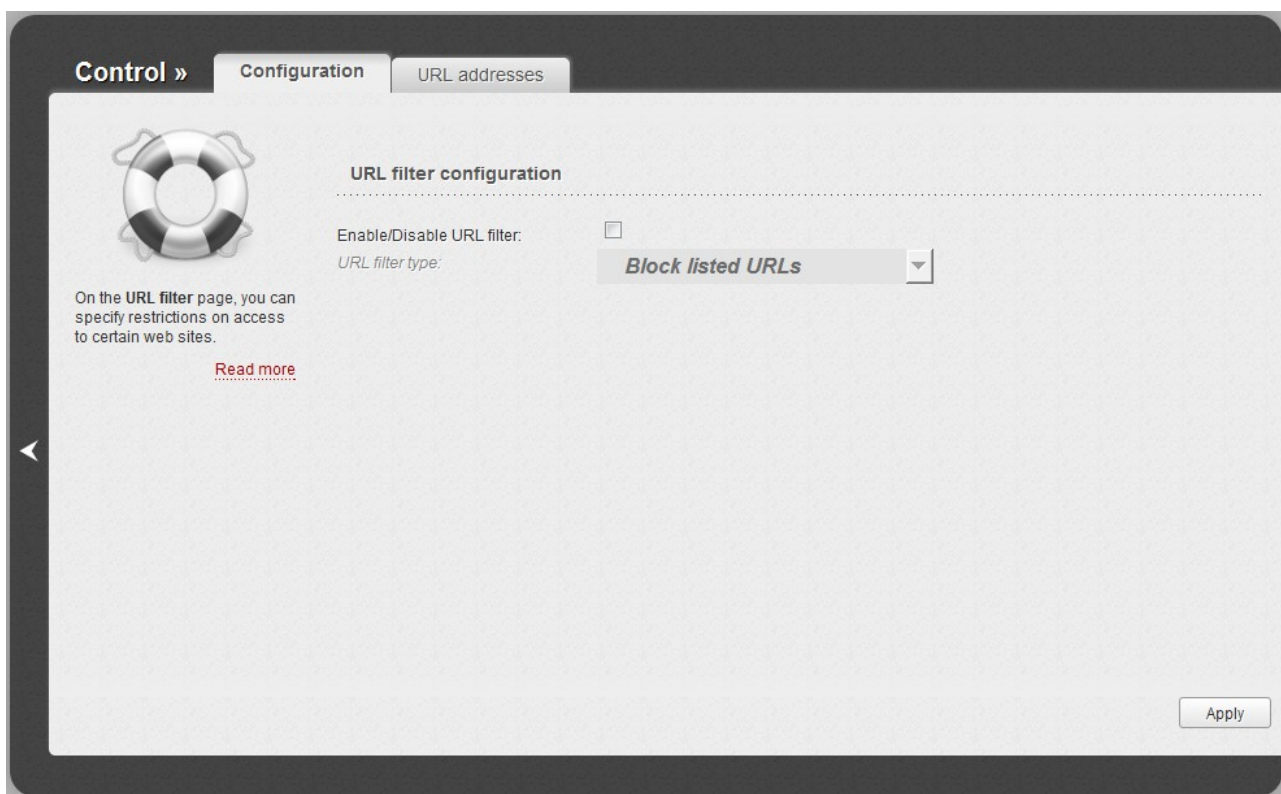 Control »
Configuration
URL addresses
URL filter configuration
Enable/Disable URL filter:
URL filter type:
Block listed URLs
On the URL filter page, you can
specify restrictions on access
to certain web sites.
Read more
Apply